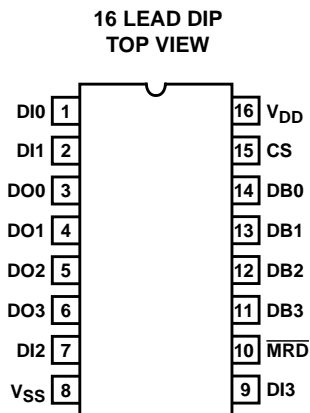 16 LEAD DIP
TOP VIEW
DI0 1 16 VDD
DI1 2 15 CS
DO0 3 14 DB0
DO1 4 13 DB1
DO2 5 12 DB2
DO3 6 11 DB3
DI2 7 10 MRD
VSS 8 9 DI3